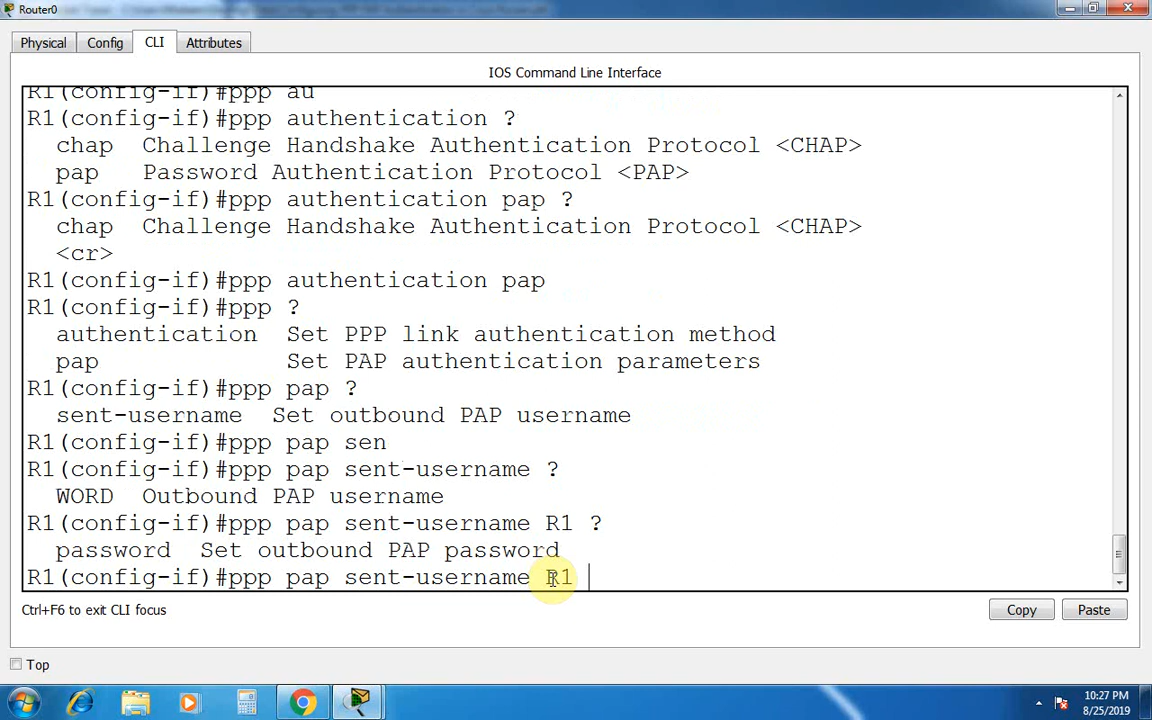 Router0
Physical Config CLI Attributes
IOS Command Line Interface
R1(config-if)#ppp au
R1(config-if)#ppp authentication ?
chap Challenge Handshake Authentication Protocol <CHAP>
pap Password Authentication Protocol <PAP>
R1(config-if)#ppp authentication pap ?
chap Challenge Handshake Authentication Protocol <CHAP>
<cr>
R1(config-if)#ppp authentication pap
R1(config-if)#ppp ?
authentication Set PPP link authentication method
pap Set PAP authentication parameters
R1(config-if)#ppp pap ?
sent-username Set outbound PAP username
R1(config-if)#ppp pap sen
R1(config-if)#ppp pap sent-username ?
WORD Outbound PAP username
R1(config-if)#ppp pap sent-username R1 ?
password Set outbound PAP password
R1(config-if)#ppp pap sent-username R1
Ctrl+F6 to exit CLI focus
Copy Paste
Top
10:27 PM
8/25/2019